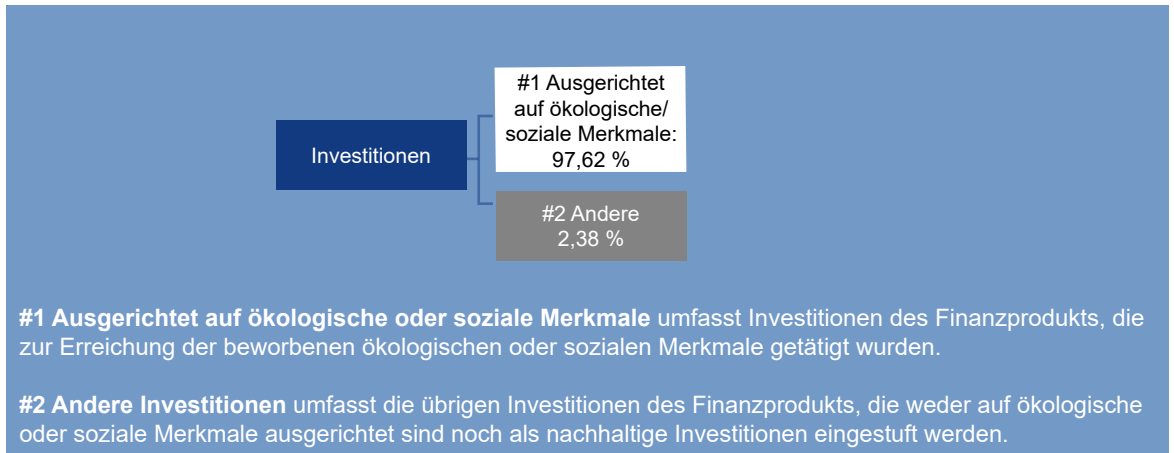 #1 Ausgerichtet
auf ökologische/
soziale Merkmale:
97,62 %
Investitionen
#2 Andere
2,38 %
#1 Ausgerichtet auf ökologische oder soziale Merkmale umfasst Investitionen des Finanzprodukts, die
zur Erreichung der beworbenen ökologischen oder sozialen Merkmale getätigt wurden.
#2 Andere Investitionen umfasst die übrigen Investitionen des Finanzprodukts, die weder auf ökologische
oder soziale Merkmale ausgerichtet sind noch als nachhaltige Investitionen eingestuft werden.